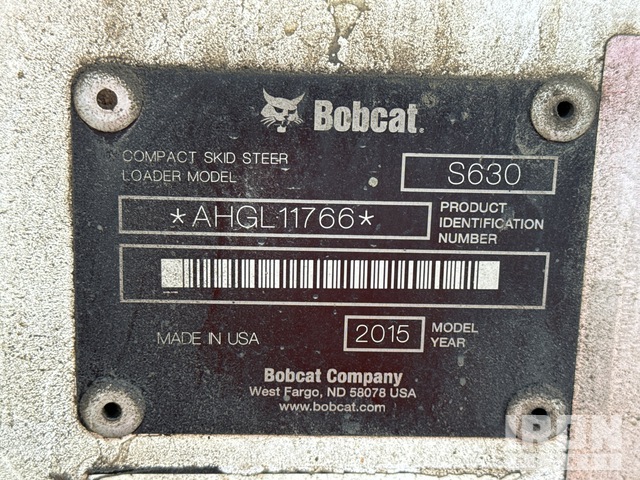 Bobcat.
COMPACT SKID STEER
LOADER MODEL
S630
*AHGL11766*
PRODUCT
IDENTIFICATION
NUMBER
MADE IN USA
2015
MODEL
YEAR
Bobcat Company
West Fargo, ND 58078 USA
www.bobcat.com
IRON